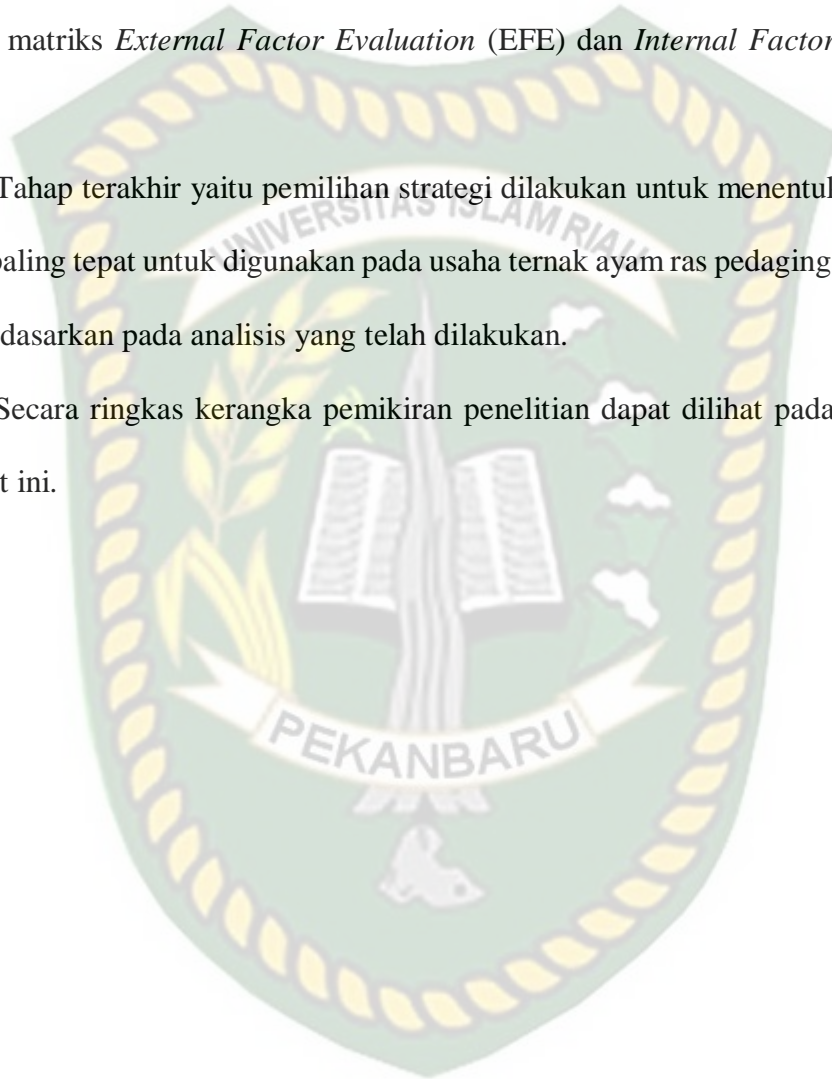 matriks External Factor Evaluation (EFE) dan Internal Factor
Tahap terakhir yaitu pemilihan strategi dilakukan untuk menentuk
paling tepat untuk digunakan pada usaha ternak ayam ras pedaging
dasarkan pada analisis yang telah dilakukan.
Secara ringkas kerangka pemikiran penelitian dapat dilihat pada
t ini.
UNIVERSITAS ISLAM RIAU
PEKANBARU